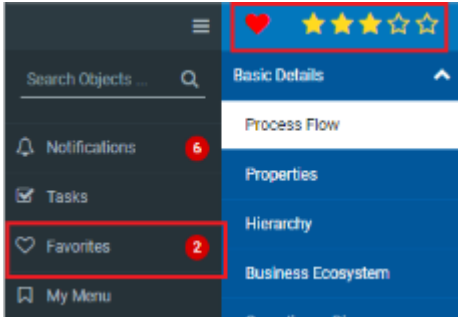 Search Objects ...
Notifications
6
Tasks
Favorites
2
My Menu
Basic Details
Process Flow
Properties
Hierarchy
Business Ecosystem